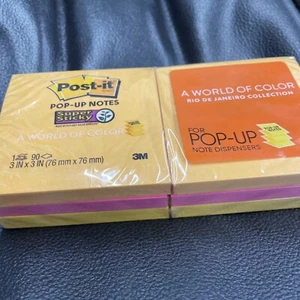 Post-it
POP-UP NOTES
Super
Sticky
A WORLD OF COLOR
90
3 IN x 3 IN (76 mm x 76 mm)
3M
A WORLD OF COLOR
RIO DE JANEIRO COLLECTION
FOR
POP-UP
NOTE DISPENSERS